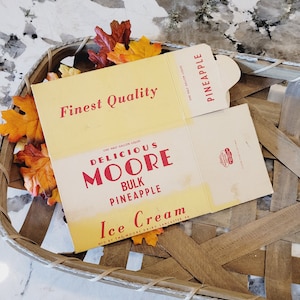 Finest Quality
PINEAPPLE
DELICIOUS
MOORE
BULK
PINEAPPLE
Ice Cream